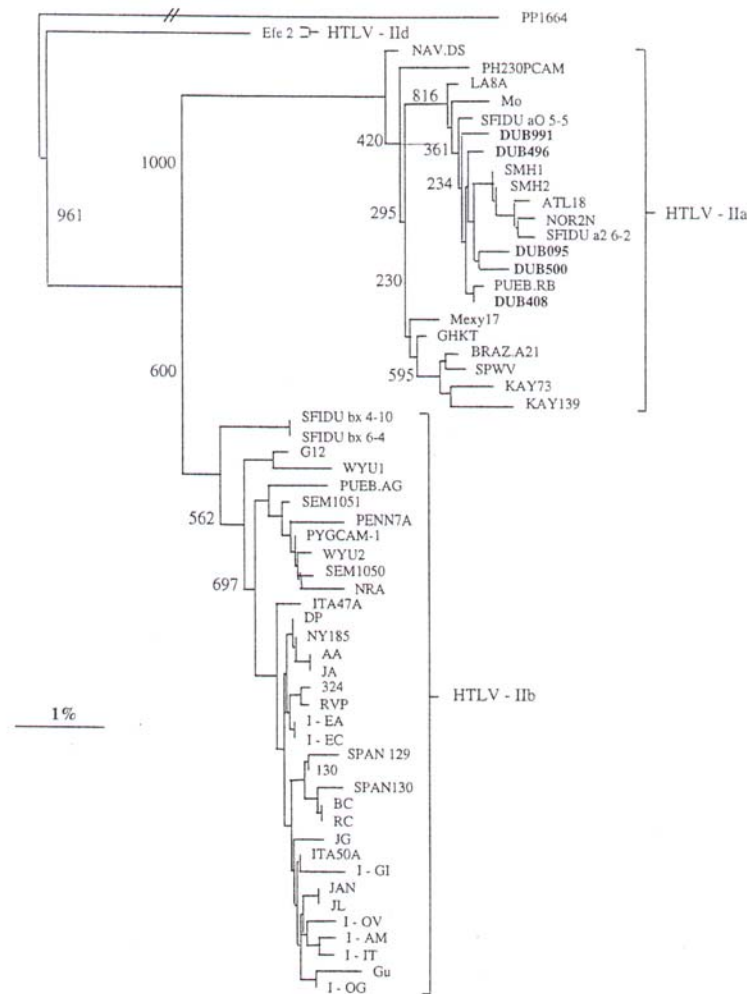 PP1664
Efe 2 HTLV - IId
NAV.DS
PH230PCAM
LA8A
816
Mo
SFIDU aO 5-5
DUB991
420
361
DUB496
1000
SMH1
234
SMH2
ATL18
961
295
NOR2N
HTLV - IIa
SFIDU a2 6-2
DUB095
DUB500
230
PUEB.RB
DUB408
Mexy17
GHKT
BRAZ.A21
600
595
SPWV
KAY73
KAY139
SFIDU bx 4-10
SFIDU bx 6-4
G12
WYU1
PUEB.AG
SEM1051
562
PENN7A
PYGCAM-1
WYU2
SEM1050
697
NRA
ITA47A
DP
NY185
AA
JA
324
HTLV - IIb
RVP
1%
I - EA
I - EC
SPAN 129
130
SPAN130
BC
RC
JG
ITA50A
I - GI
JAN
JL
I - OV
I - AM
I - IT
Gu
I - OG